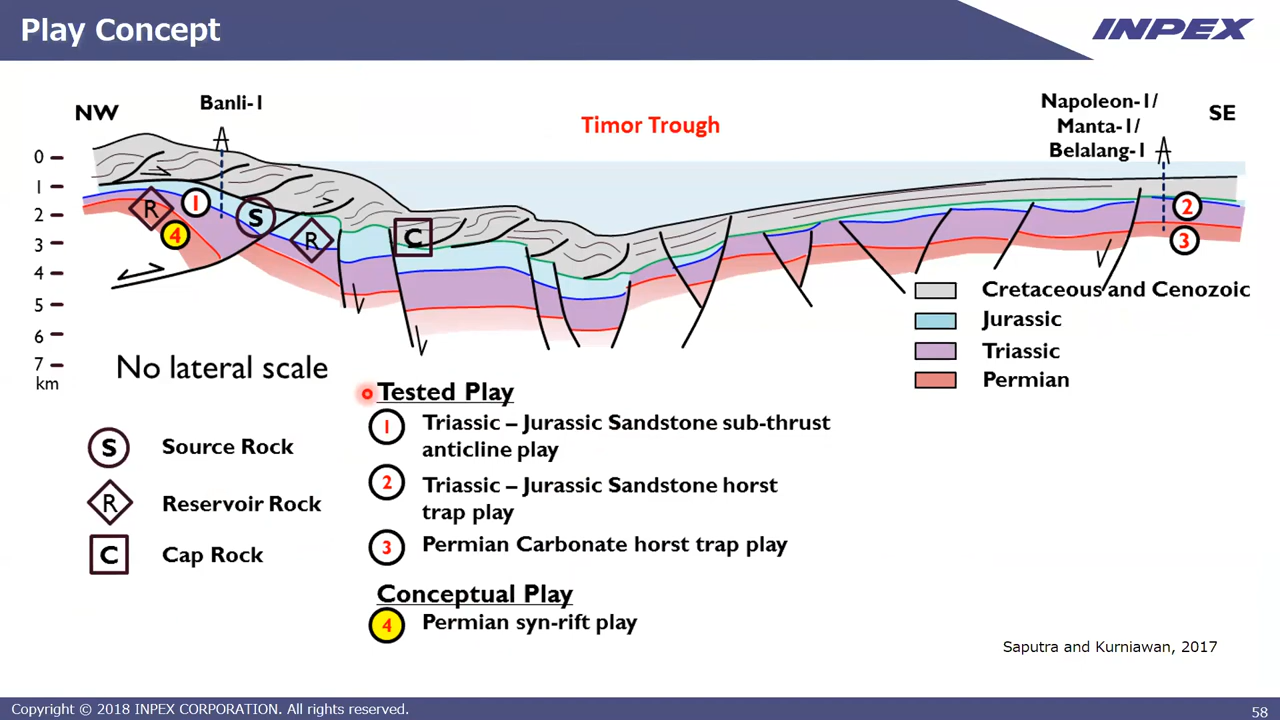 Play Concept
INPEX
NW
Banli-1
Timor Trough
Napoleon-1/
Manta-1/
Belalang-1
SE
0
1
2
3
4
5
6
7
km
R
1
S
4
R
C
2
3
No lateral scale
Cretaceous and Cenozoic
Jurassic
Triassic
Permian
S Source Rock
R Reservoir Rock
C Cap Rock
Tested Play
1 Triassic – Jurassic Sandstone sub-thrust
anticline play
2 Triassic – Jurassic Sandstone horst
trap play
3 Permian Carbonate horst trap play
Conceptual Play
4 Permian syn-rift play
Saputra and Kurniawan, 2017
Copyright © 2018 INPEX CORPORATION. All rights reserved.
58